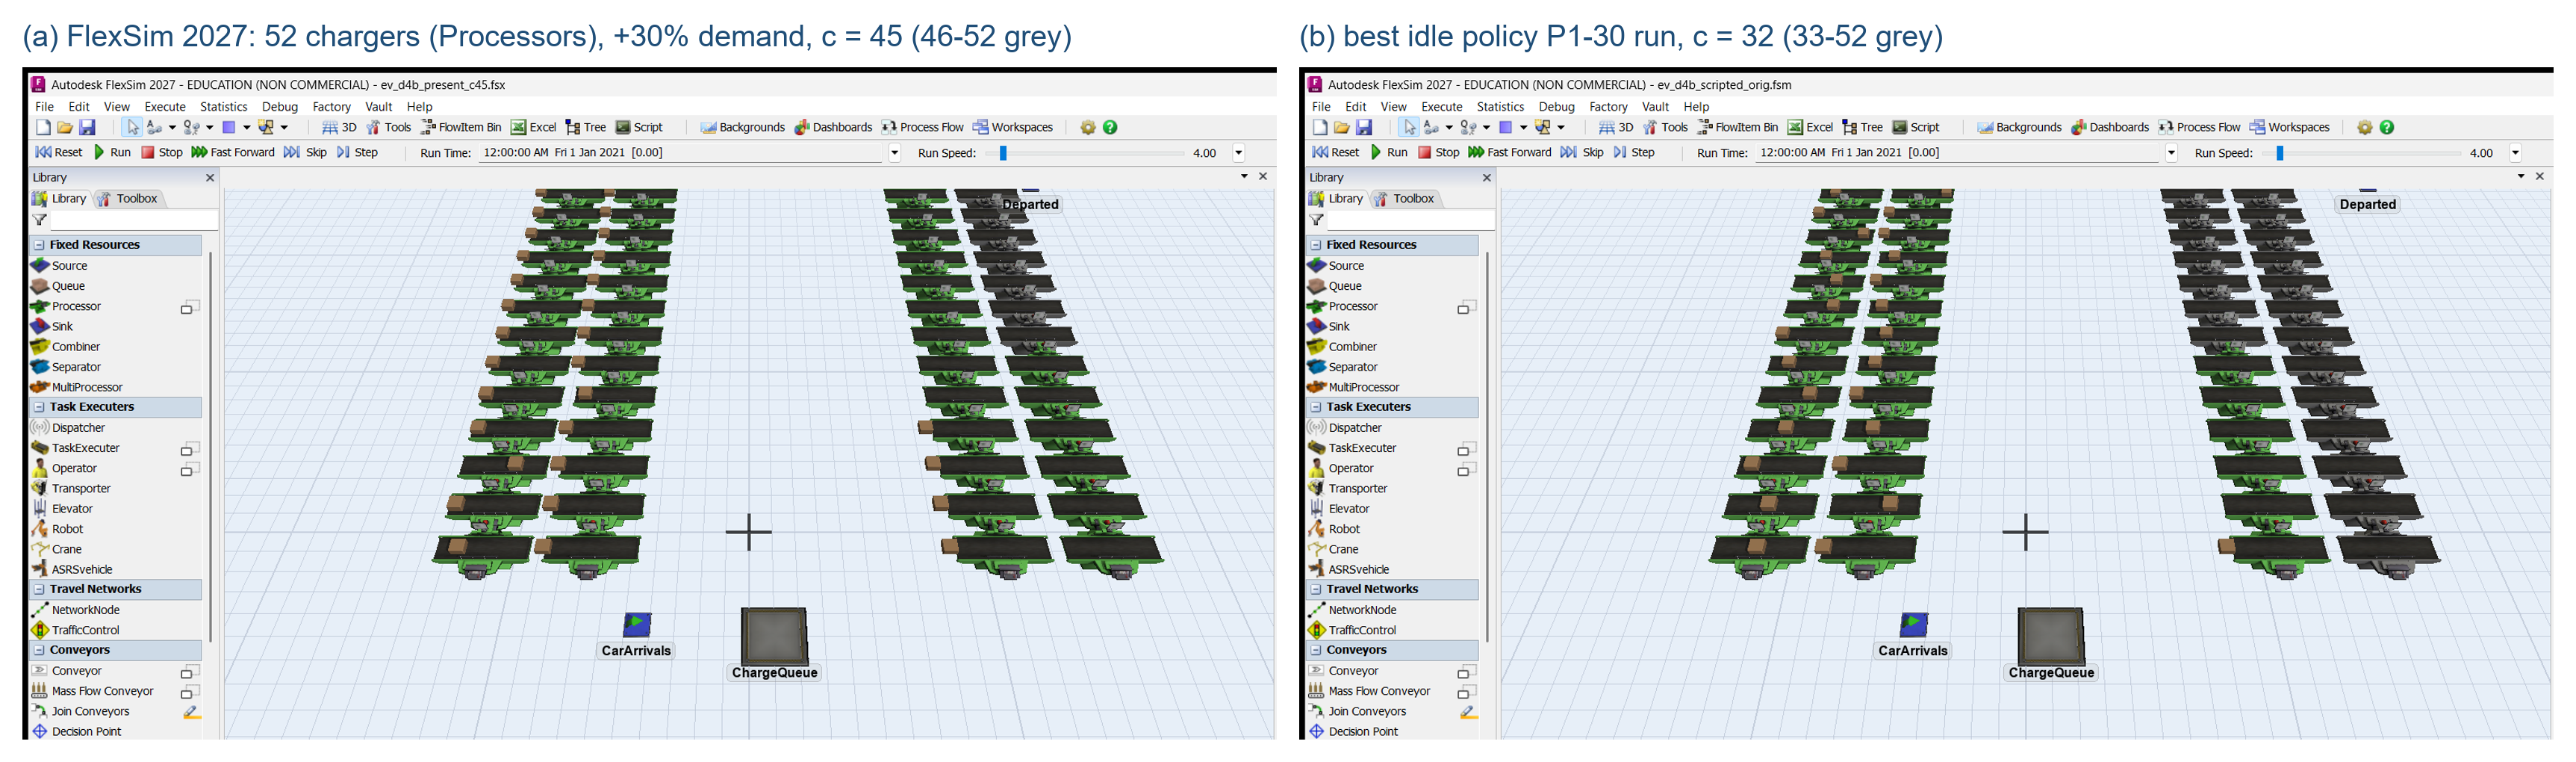 (a) FlexSim 2027: 52 chargers (Processors), +30% demand, c = 45 (46-52 grey)
Autodesk FlexSim 2027 - EDUCATION (NON COMMERCIAL) - ev_d4b_present_c45.fsx
File Edit View Execute Statistics Debug Factory Vault Help
3D Tools FlowItem Bin Excel Tree Script Backgrounds Dashboards Process Flow Workspaces
Reset Run Stop Fast Forward Skip Step Run Time: 12:00:00 AM Fri 1 Jan 2021 [0.00] Run Speed: 4.00
Library
Library Toolbox
Fixed Resources
Source
Queue
Processor
Sink
Combiner
Separator
MultiProcessor
Task Executers
Dispatcher
TaskExecuter
Operator
Transporter
Elevator
Robot
Crane
ASRSvehicle
Travel Networks
NetworkNode
TrafficControl
Conveyors
Conveyor
Mass Flow Conveyor
Join Conveyors
Decision Point
Departed
CarArrivals
ChargeQueue
(b) best idle policy P1-30 run, c = 32 (33-52 grey)
Autodesk FlexSim 2027 - EDUCATION (NON COMMERCIAL) - ev_d4b_scripted_orig.fsm
File Edit View Execute Statistics Debug Factory Vault Help
3D Tools FlowItem Bin Excel Tree Script Backgrounds Dashboards Process Flow Workspaces
Reset Run Stop Fast Forward Skip Step Run Time: 12:00:00 AM Fri 1 Jan 2021 [0.00] Run Speed: 4.00
Library
Library Toolbox
Fixed Resources
Source
Queue
Processor
Sink
Combiner
Separator
MultiProcessor
Task Executers
Dispatcher
TaskExecuter
Operator
Transporter
Elevator
Robot
Crane
ASRSvehicle
Travel Networks
NetworkNode
TrafficControl
Conveyors
Conveyor
Mass Flow Conveyor
Join Conveyors
Decision Point
Departed
CarArrivals
ChargeQueue